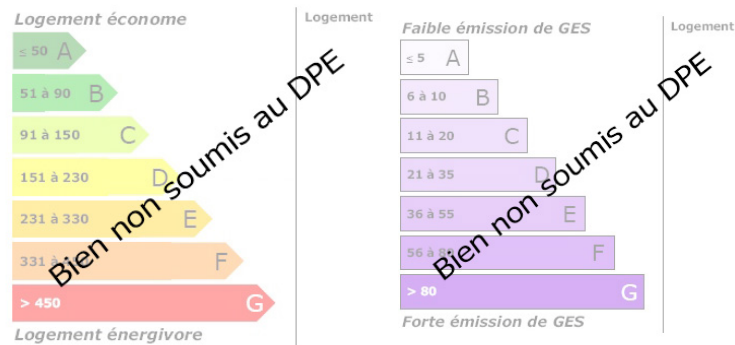 Logement économe
Logement
≤ 50 A
51 à 90 B
91 à 150 C
151 à 230 D
231 à 330 E
331 à F
> 450 G
Logement énergivore
Bien non soumis au DPE
Faible émission de GES
Logement
≤ 5 A
6 à 10 B
11 à 20 C
21 à 35 D
36 à 55 E
56 à 80 F
> 80 G
Forte émission de GES
Bien non soumis au DPE